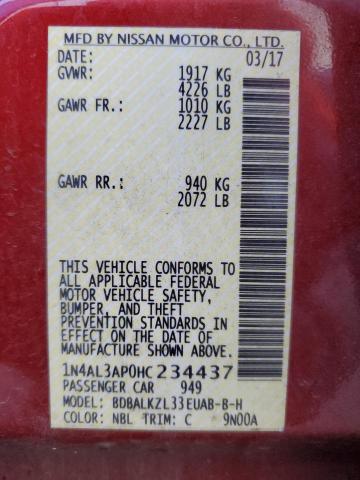 MFD BY NISSAN MOTOR CO., LTD.
DATE: 03/17
GVWR: 1917 KG
4226 LB
GAWR FR.: 1010 KG
2227 LB
GAWR RR.: 940 KG
2072 LB
THIS VEHICLE CONFORMS TO
ALL APPLICABLE FEDERAL
MOTOR VEHICLE SAFETY,
BUMPER, AND THEFT
PREVENTION STANDARDS IN
EFFECT ON THE DATE OF
MANUFACTURE SHOWN ABOVE.
1N4AL3AP0HC234437
PASSENGER CAR 949
MODEL: BDBALKZL33EUAB-B-H
COLOR: NBL TRIM: C 9N00A